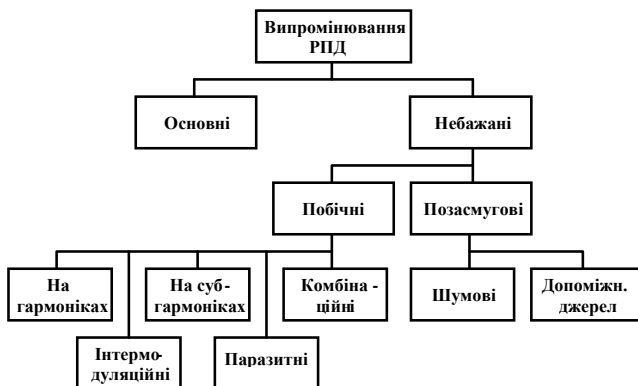 Випромінювання
РПД
Основні
Небажані
Побічні
Позасмугові
На
гармоніках
На суб-
гармоніках
Комбіна -
ційні
Шумові
Допоміжн.
джерел
Інтермо-
дуляційні
Паразитні